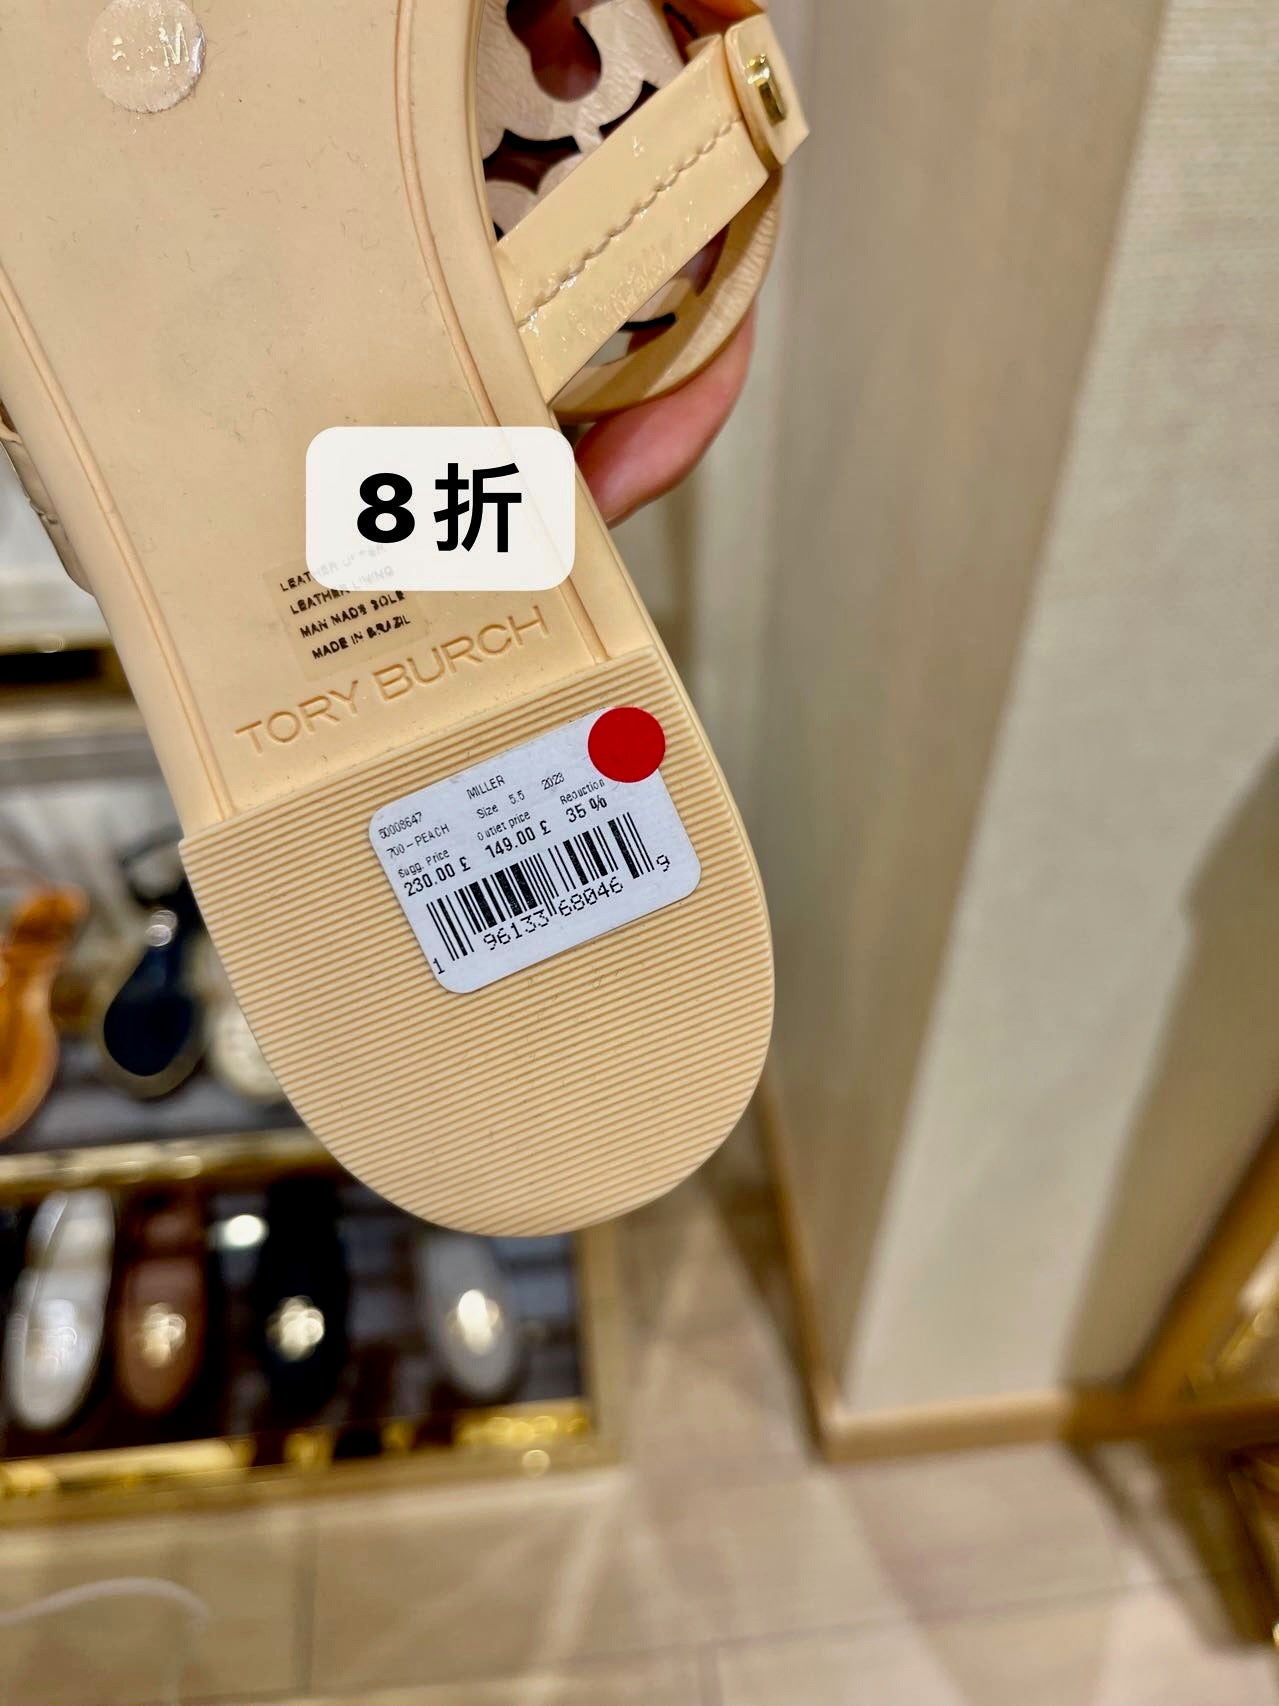 8折
LEATHER UPPER
LEATHER LINING
MAN MADE SOLE
MADE IN BRAZIL
TORY BURCH
50008647 MILLER 2023
700-PEACH Size 5.5 Reduction
Sugg. Price Outlet price 35 %
230.00 £ 149.00 £
1 96133 68046 9